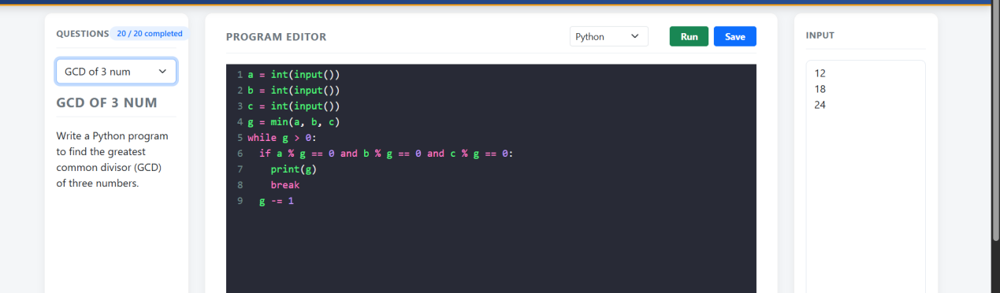 QUESTIONS 20 / 20 completed
GCD of 3 num
GCD OF 3 NUM
Write a Python program
to find the greatest
common divisor (GCD)
of three numbers.
PROGRAM EDITOR
Python
Run
Save
1 a = int(input())
2 b = int(input())
3 c = int(input())
4 g = min(a, b, c)
5 while g > 0:
6   if a % g == 0 and b % g == 0 and c % g == 0:
7     print(g)
8     break
9   g -= 1
INPUT
12
18
24